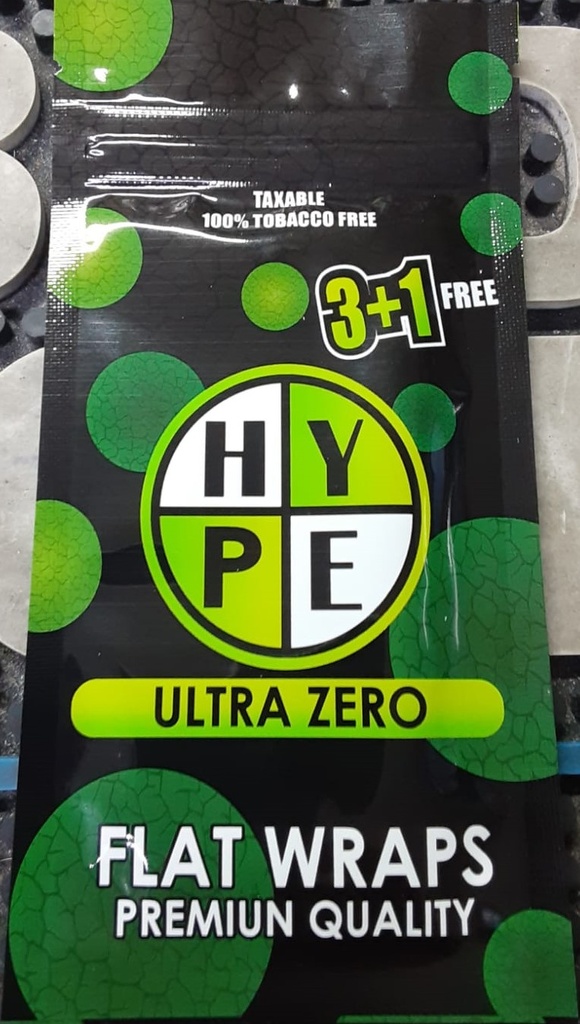 TAXABLE
100% TOBACCO FREE
3+1 FREE
HY
PE
ULTRA ZERO
FLAT WRAPS
PREMIUN QUALITY